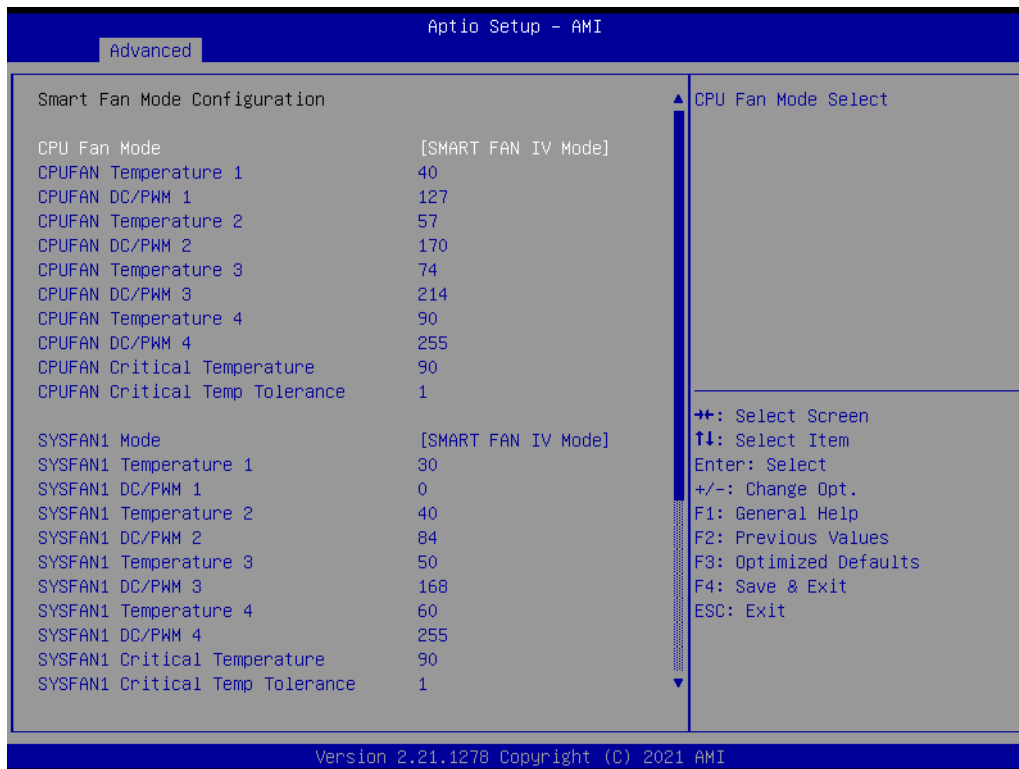 Aptio Setup – AMI
Advanced
Smart Fan Mode Configuration
CPU Fan Mode [SMART FAN IV Mode]
CPUFAN Temperature 1 40
CPUFAN DC/PWM 1 127
CPUFAN Temperature 2 57
CPUFAN DC/PWM 2 170
CPUFAN Temperature 3 74
CPUFAN DC/PWM 3 214
CPUFAN Temperature 4 90
CPUFAN DC/PWM 4 255
CPUFAN Critical Temperature 90
CPUFAN Critical Temp Tolerance 1
SYSFAN1 Mode [SMART FAN IV Mode]
SYSFAN1 Temperature 1 30
SYSFAN1 DC/PWM 1 0
SYSFAN1 Temperature 2 40
SYSFAN1 DC/PWM 2 84
SYSFAN1 Temperature 3 50
SYSFAN1 DC/PWM 3 168
SYSFAN1 Temperature 4 60
SYSFAN1 DC/PWM 4 255
SYSFAN1 Critical Temperature 90
SYSFAN1 Critical Temp Tolerance 1
CPU Fan Mode Select
→←: Select Screen
↑↓: Select Item
Enter: Select
+/-: Change Opt.
F1: General Help
F2: Previous Values
F3: Optimized Defaults
F4: Save & Exit
ESC: Exit
Version 2.21.1278 Copyright (C) 2021 AMI